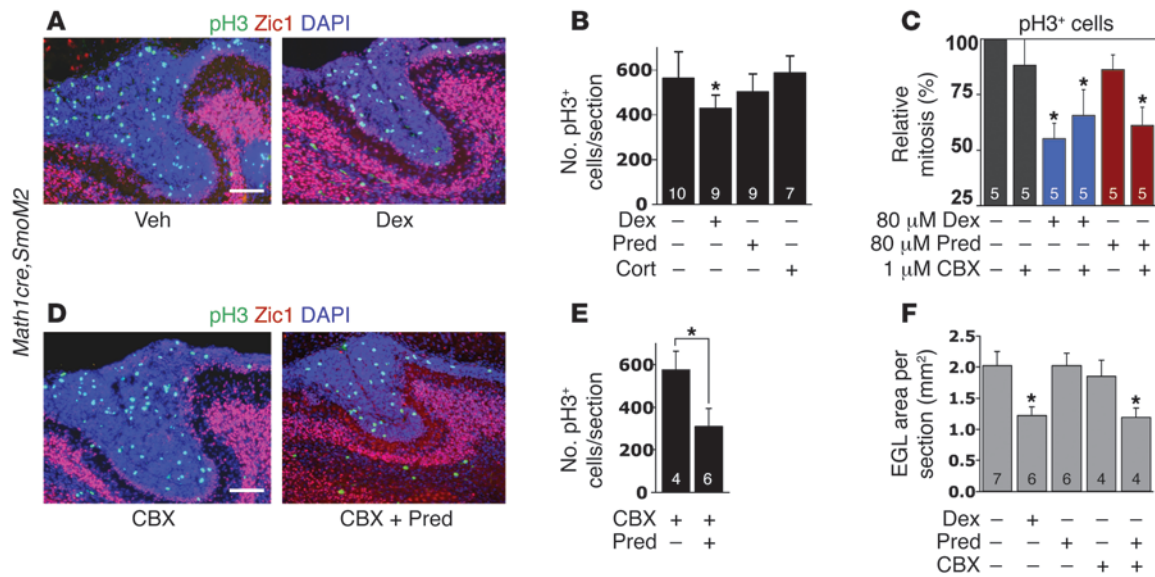 A
pH3 Zic1 DAPI
Veh
Dex
Math1cre,SmoM2
B
No. pH3+ cells/section
600
400
200
0
10 9 9 7
*
Dex – + – –
Pred – – + –
Cort – – – +
C
pH3+ cells
Relative mitosis (%)
100
75
50
25
* * *
5 5 5 5 5 5
80 μM Dex – – + + – –
80 μM Pred – – – – + +
1 μM CBX – + – + – +
D
pH3 Zic1 DAPI
CBX
CBX + Pred
E
No. pH3+ cells/section
600
400
200
0
*
4 6
CBX + +
Pred – +
F
EGL area per section (mm²)
2.5
2.0
1.5
1.0
0.5
0.0
* *
7 6 6 4 4
Dex – + – – –
Pred – – + – +
CBX – – – + +